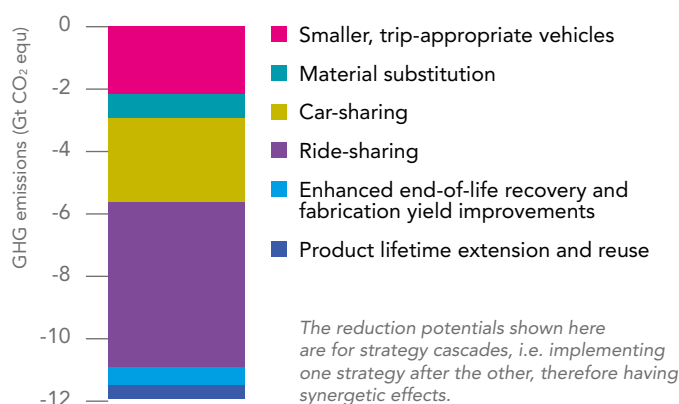 GHG emissions (Gt CO₂ equ)
0
-2
-4
-6
-8
-10
-12
Smaller, trip-appropriate vehicles
Material substitution
Car-sharing
Ride-sharing
Enhanced end-of-life recovery and
fabrication yield improvements
Product lifetime extension and reuse
The reduction potentials shown here
are for strategy cascades, i.e. implementing
one strategy after the other, therefore having
synergetic effects.